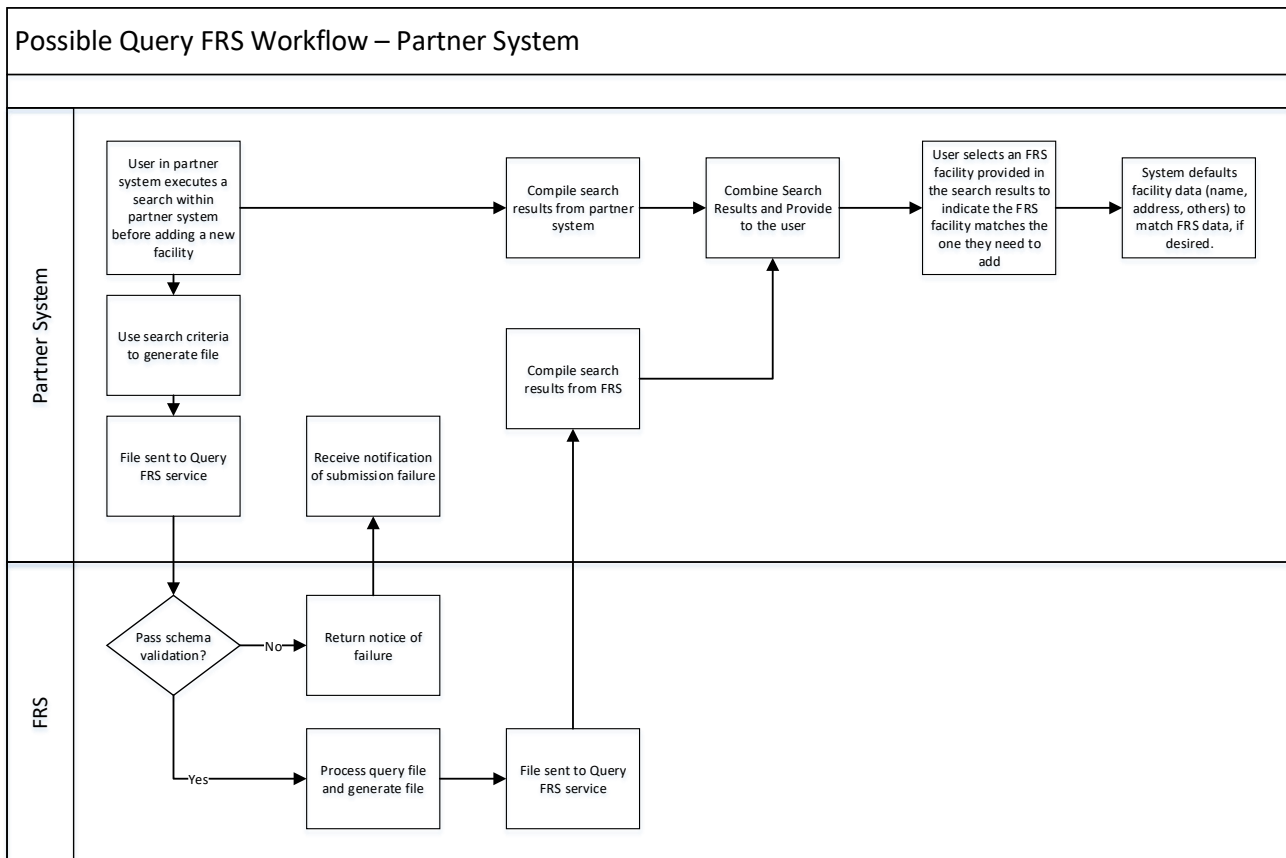 Possible Query FRS Workflow – Partner System
Partner System
User in partner
system executes a
search within
partner system
before adding a new
facility
Compile search
results from partner
system
Combine Search
Results and Provide
to the user
User selects an FRS
facility provided in
the search results to
indicate the FRS
facility matches the
one they need to
add
System defaults
facility data (name,
address, others) to
match FRS data, if
desired.
Use search criteria
to generate file
Compile search
results from FRS
File sent to Query
FRS service
Receive notification
of submission failure
FRS
Pass schema
validation?
No
Return notice of
failure
Yes
Process query file
and generate file
File sent to Query
FRS service